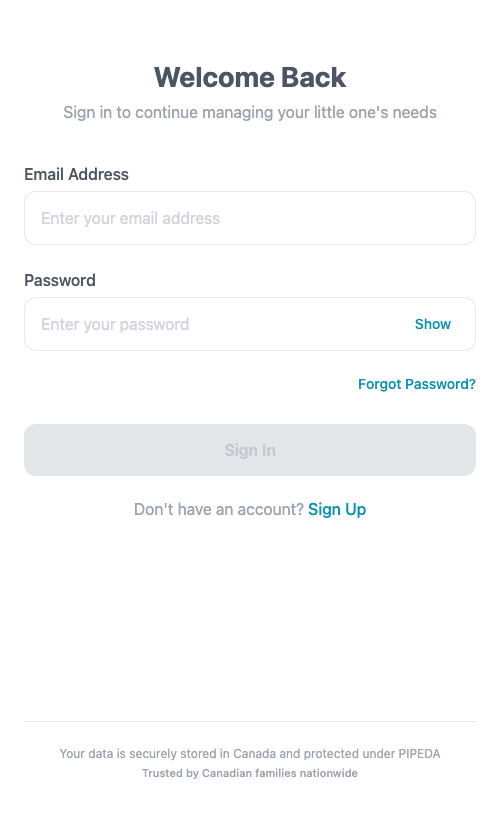 Welcome Back
Sign in to continue managing your little one's needs
Email Address
Enter your email address
Password
Enter your password
Show
Forgot Password?
Sign In
Don't have an account? Sign Up
Your data is securely stored in Canada and protected under PIPEDA
Trusted by Canadian families nationwide